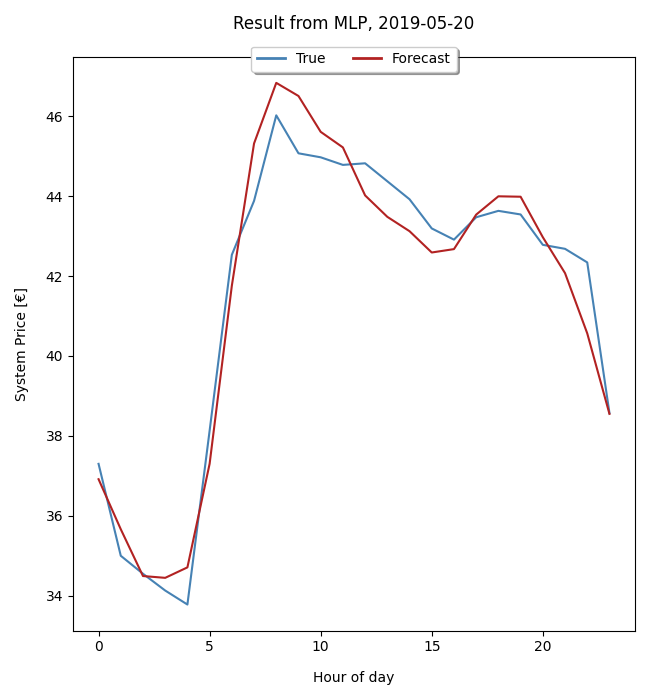 Result from MLP, 2019-05-20
True Forecast
46
44
42
40
38
36
34
System Price [€]
0 5 10 15 20
Hour of day